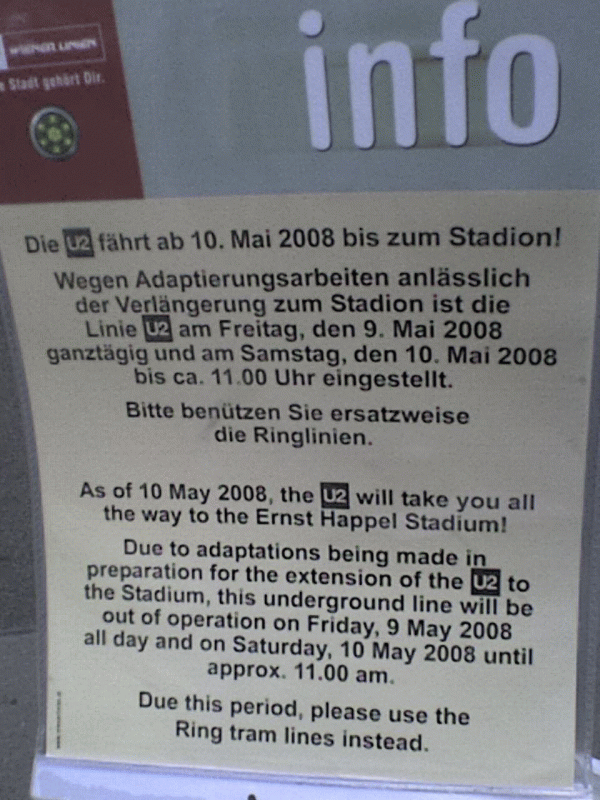 WIENER LINIEN
Stadt gehört Dir.
info
Die U2 fährt ab 10. Mai 2008 bis zum Stadion!
Wegen Adaptierungsarbeiten anlässlich
der Verlängerung zum Stadion ist die
Linie U2 am Freitag, den 9. Mai 2008
ganztägig und am Samstag, den 10. Mai 2008
bis ca. 11.00 Uhr eingestellt.
Bitte benützen Sie ersatzweise
die Ringlinien.
As of 10 May 2008, the U2 will take you all
the way to the Ernst Happel Stadium!
Due to adaptations being made in
preparation for the extension of the U2 to
the Stadium, this underground line will be
out of operation on Friday, 9 May 2008
all day and on Saturday, 10 May 2008 until
approx. 11.00 am.
Due this period, please use the
Ring tram lines instead.